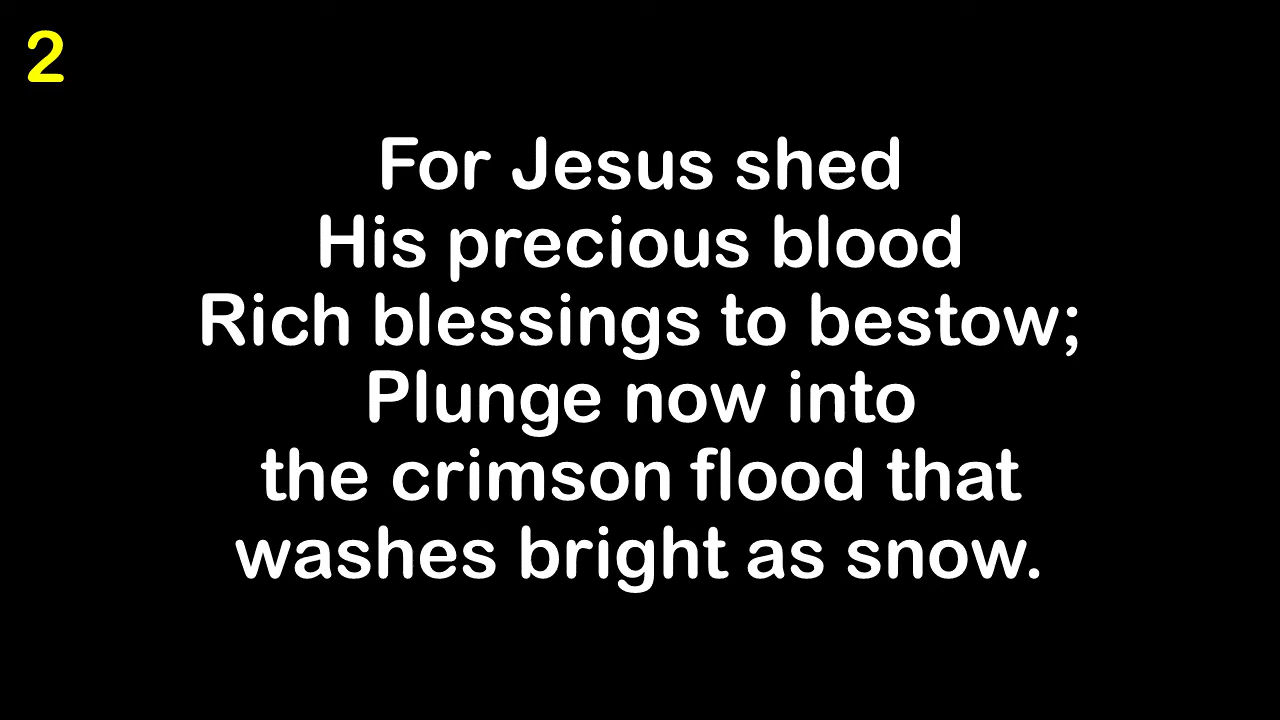 2
For Jesus shed
His precious blood
Rich blessings to bestow;
Plunge now into
the crimson flood that
washes bright as snow.